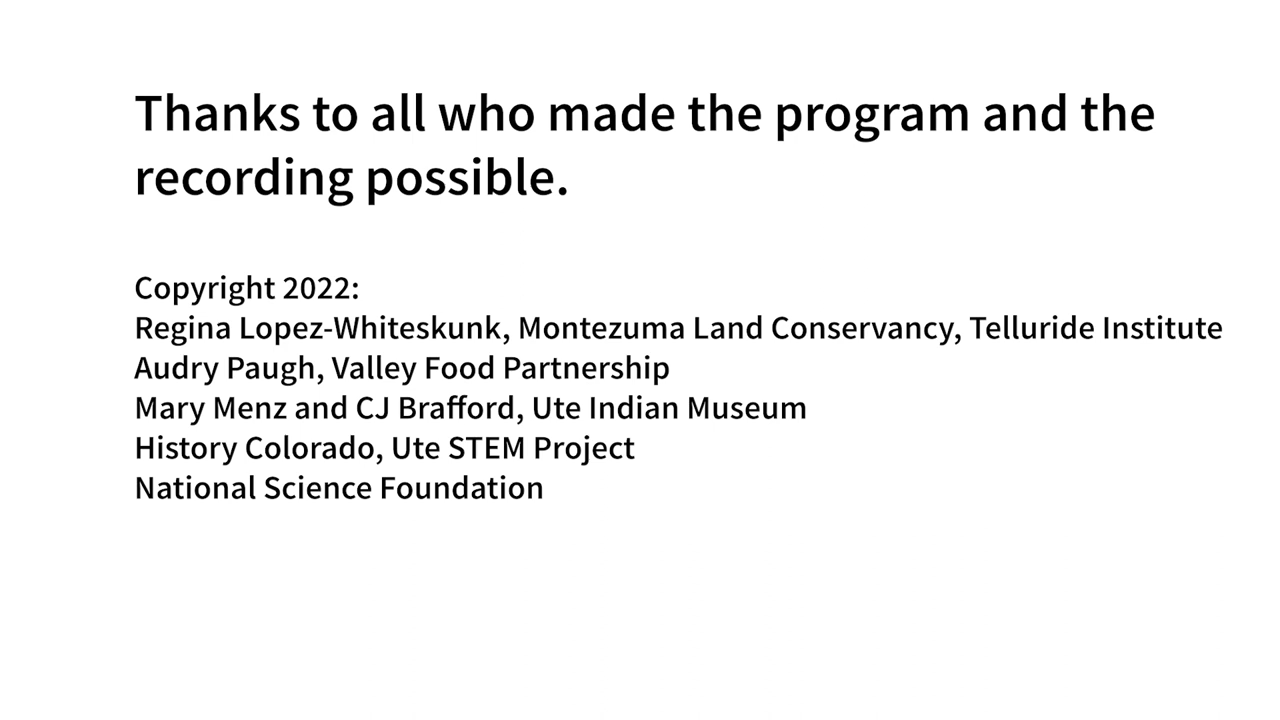 Thanks to all who made the program and the
recording possible.
Copyright 2022:
Regina Lopez-Whiteskunk, Montezuma Land Conservancy, Telluride Institute
Audry Paugh, Valley Food Partnership
Mary Menz and CJ Brafford, Ute Indian Museum
History Colorado, Ute STEM Project
National Science Foundation